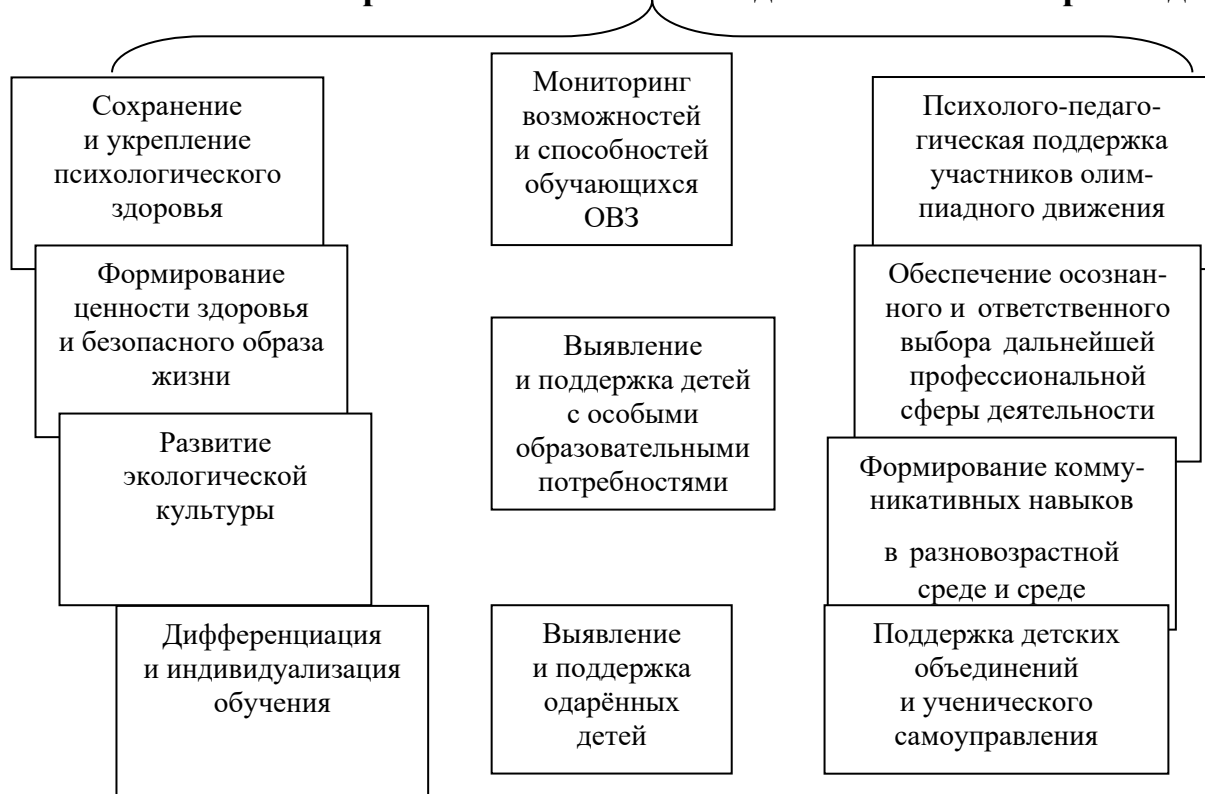 Сохранение
и укрепление
психологического
здоровья
Формирование
ценности здоровья
и безопасного образа
жизни
Развитие
экологической
культуры
Дифференциация
и индивидуализация
обучения
Мониторинг
возможностей
и способностей
обучающихся
ОВЗ
Выявление
и поддержка детей
с особыми
образовательными
потребностями
Выявление
и поддержка
одарённых
детей
Психолого-педаго-
гическая поддержка
участников олим-
пиадного движения
Обеспечение осознан-
ного и ответственного
выбора дальнейшей
профессиональной
сферы деятельности
Формирование комму-
никативных навыков
в разновозрастной
среде и среде
Поддержка детских
объединений
и ученического
самоуправления